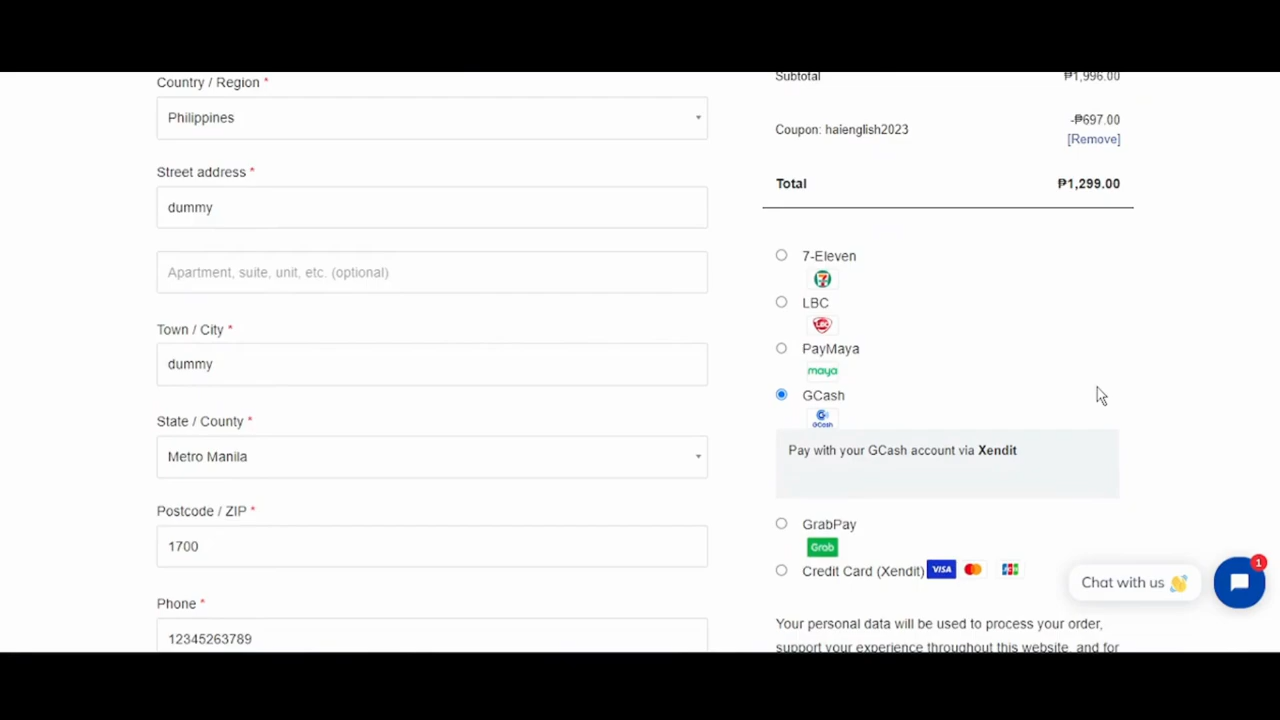 Country / Region *
Philippines
Street address *
dummy
Apartment, suite, unit, etc. (optional)
Town / City *
dummy
State / County *
Metro Manila
Postcode / ZIP *
1700
Phone *
12345263789
Subtotal ₱1,996.00
Coupon: haienglish2023 -₱697.00
[Remove]
Total ₱1,299.00
7-Eleven
LBC
LBC
PayMaya
maya
GCash
GCash
Pay with your GCash account via Xendit
GrabPay
Grab
Credit Card (Xendit) VISA JCB
Your personal data will be used to process your order,
support your experience throughout this website, and for
Chat with us
1